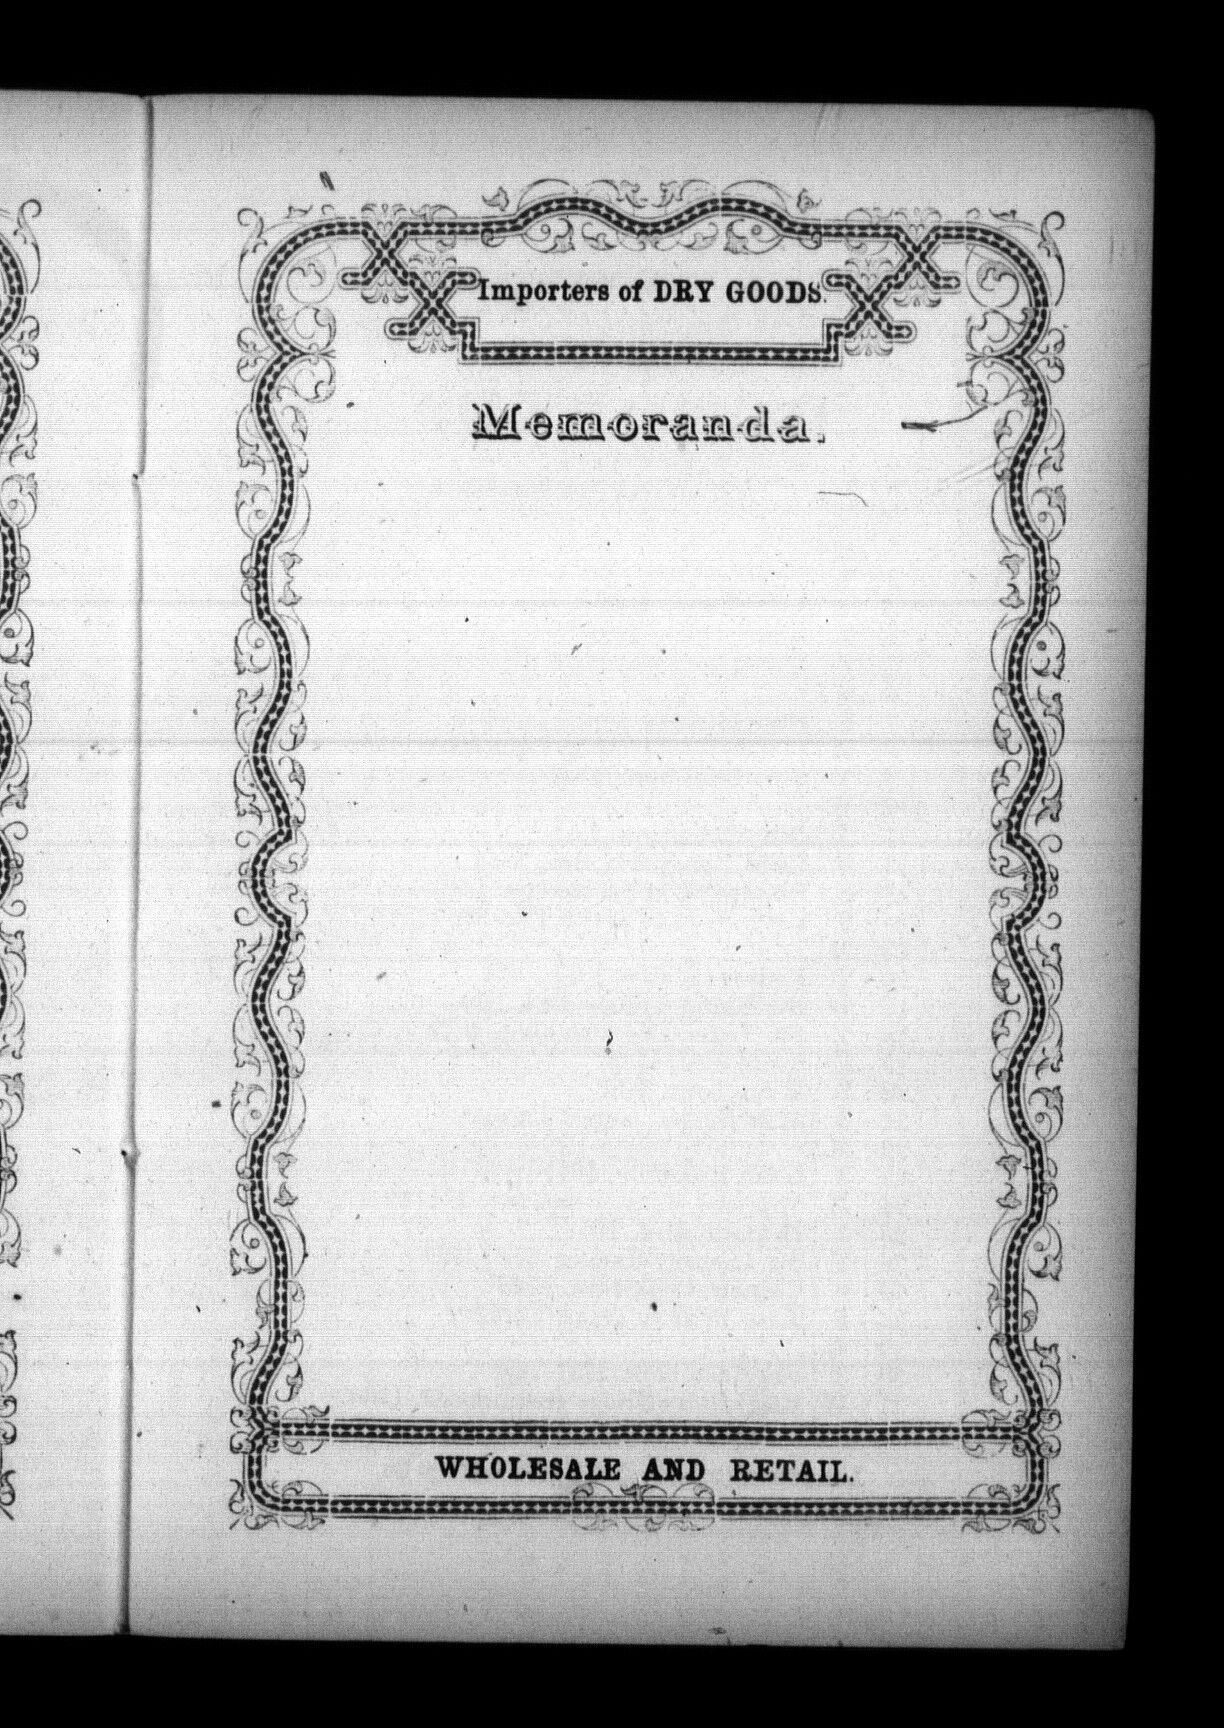 Importers of DRY GOODS.
Memoranda.
WHOLESALE AND RETAIL.